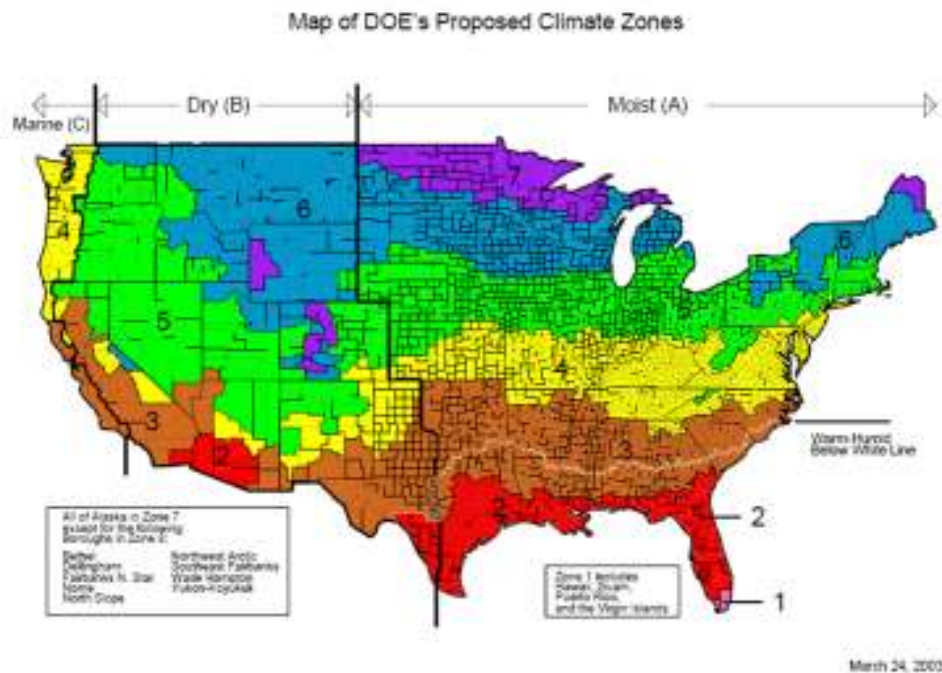 Map of DOE's Proposed Climate Zones
Marine (C)
Dry (B)
Moist (A)
7
6
6
4
5
5
4
3
3
Warm-Humid
Below White Line
2
2
2
1
All of Alaska in Zone 7
except for the following
Boroughs in Zone 8:
Bethel Northwest Arctic
Dellingham Southeast Fairbanks
Fairbanks N. Star Wade Hampton
Nome Yukon-Koyukuk
North Slope
Zone 1 includes
Hawaii, Guam,
Puerto Rico,
and the Virgin Islands
March 24, 2003